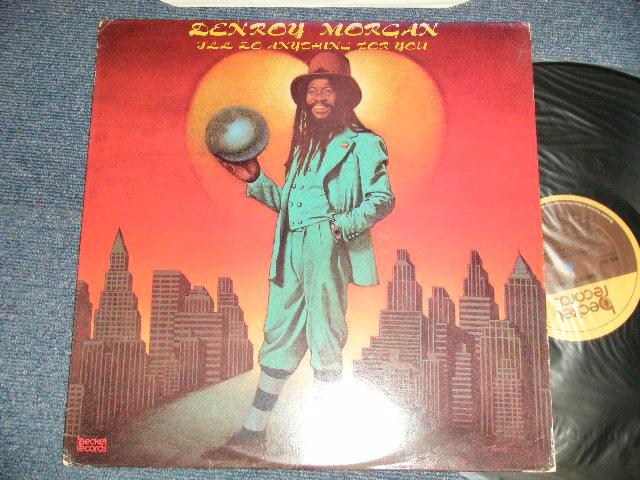 DENROY MORGAN
I'LL DO ANYTHING FOR YOU
becket
records
becket
records